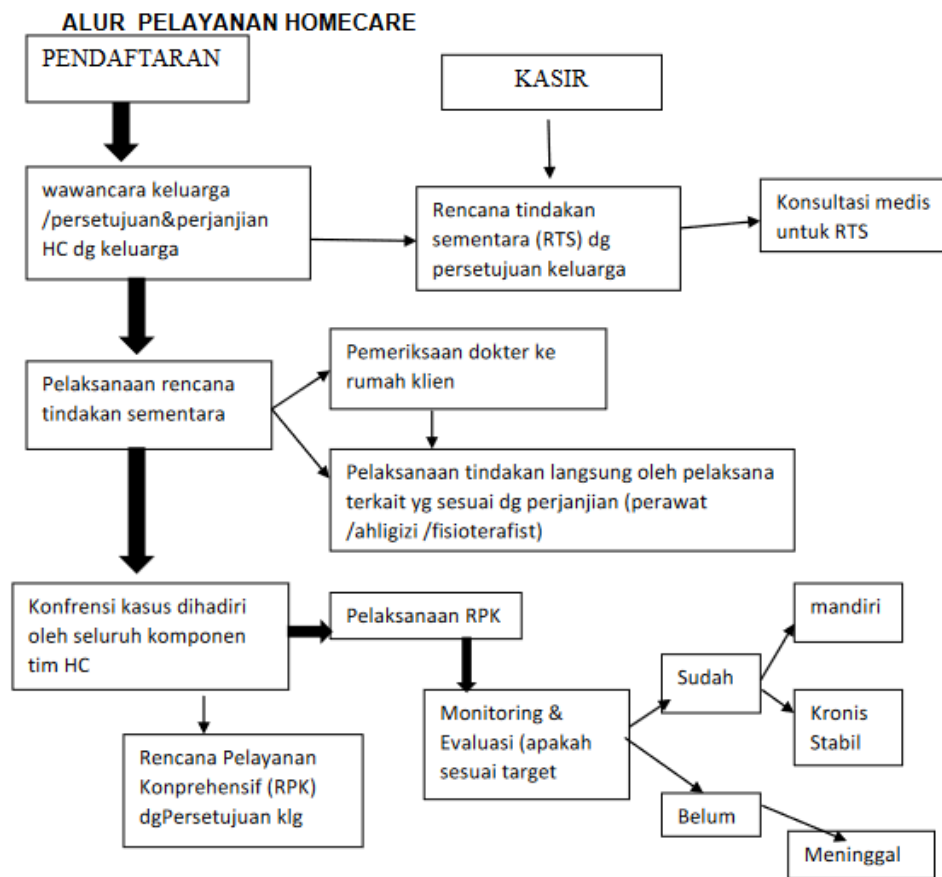 ALUR PELAYANAN HOMECARE
PENDAFTARAN
KASIR
wawancara keluarga
/persetujuan&perjanjian
HC dg keluarga
Rencana tindakan
sementara (RTS) dg
persetujuan keluarga
Konsultasi medis
untuk RTS
Pelaksanaan rencana
tindakan sementara
Pemeriksaan dokter ke
rumah klien
Pelaksanaan tindakan langsung oleh pelaksana
terkait yg sesuai dg perjanjian (perawat
/ahligizi /fisioterafist)
Konfrensi kasus dihadiri
oleh seluruh komponen
tim HC
Pelaksanaan RPK
mandiri
Sudah
Kronis
Stabil
Monitoring &
Evaluasi (apakah
sesuai target
Rencana Pelayanan
Konprehensif (RPK)
dgPersetujuan klg
Belum
Meninggal